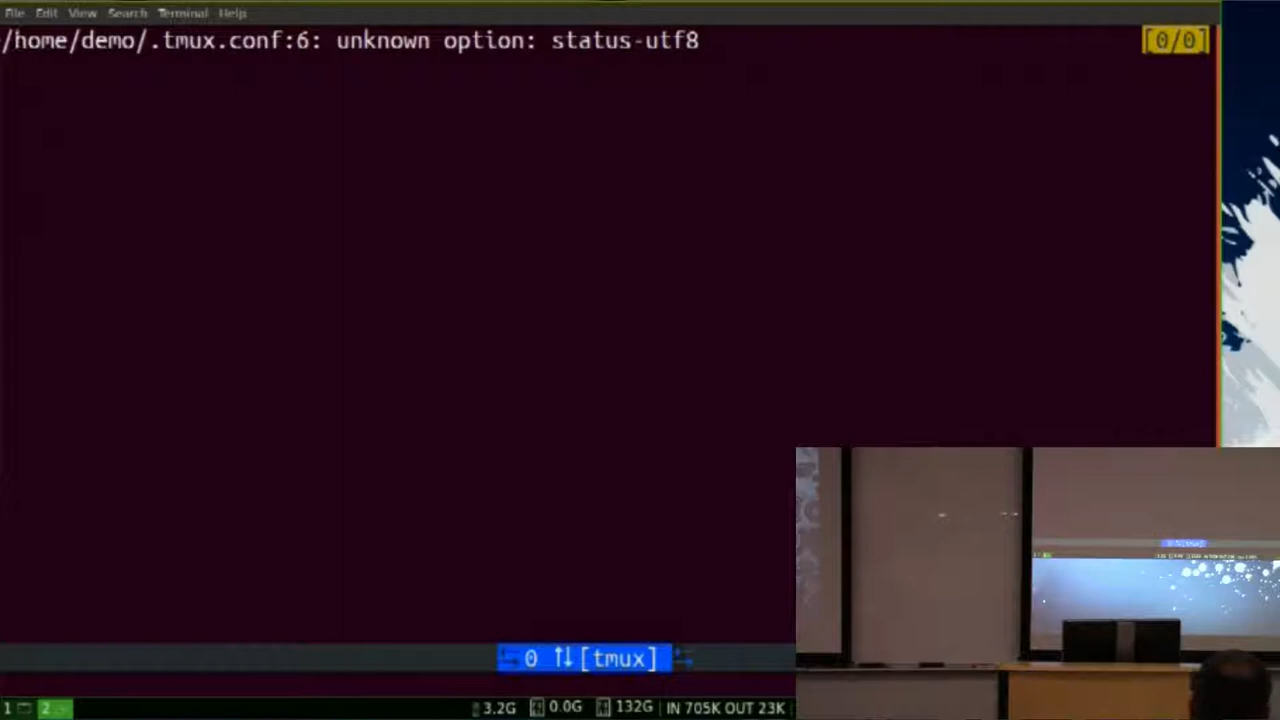 File Edit View Search Terminal Help
/home/demo/.tmux.conf:6: unknown option: status-utf8 [0/0]
0 ↑↓[tmux]
1 2 3.2G 0.0G 132G IN 705K OUT 23K